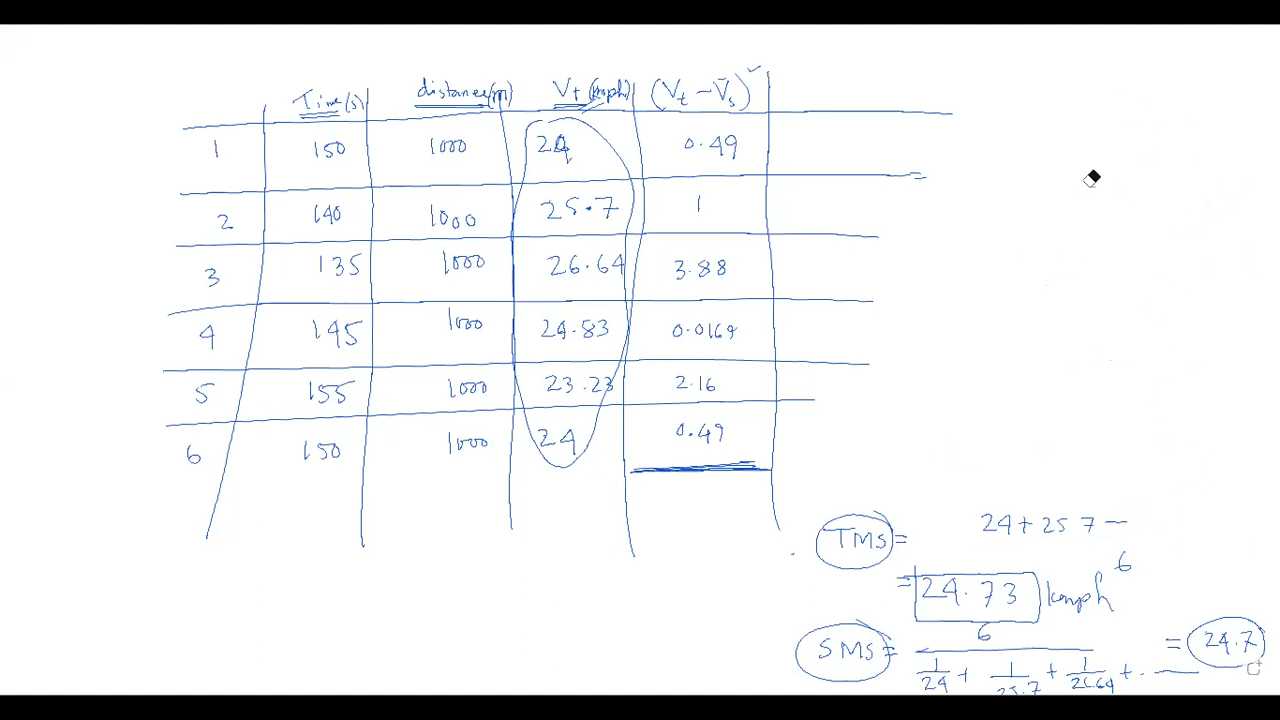 Time(s) distance(m) Vt (kmph) (Vt - V̄s)²
1 150 1000 24 0.49
2 140 1000 25.7 1
3 135 1000 26.64 3.88
4 145 1000 24.83 0.0169
5 155 1000 23.23 2.16
6 150 1000 24 0.49
TMS = 24 + 25 7 —
6
= 24.73 kmph
SMS = 6 = 24.7
1/24 + 1/25.7 + 1/26.64 + . —